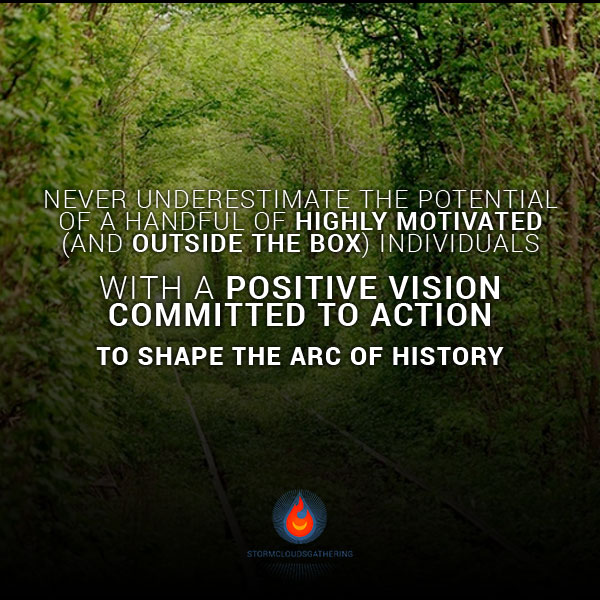 NEVER UNDERESTIMATE THE POTENTIAL
OF A HANDFUL OF HIGHLY MOTIVATED
(AND OUTSIDE THE BOX) INDIVIDUALS
WITH A POSITIVE VISION
COMMITTED TO ACTION
TO SHAPE THE ARC OF HISTORY
STORMCLOUDSGATHERING